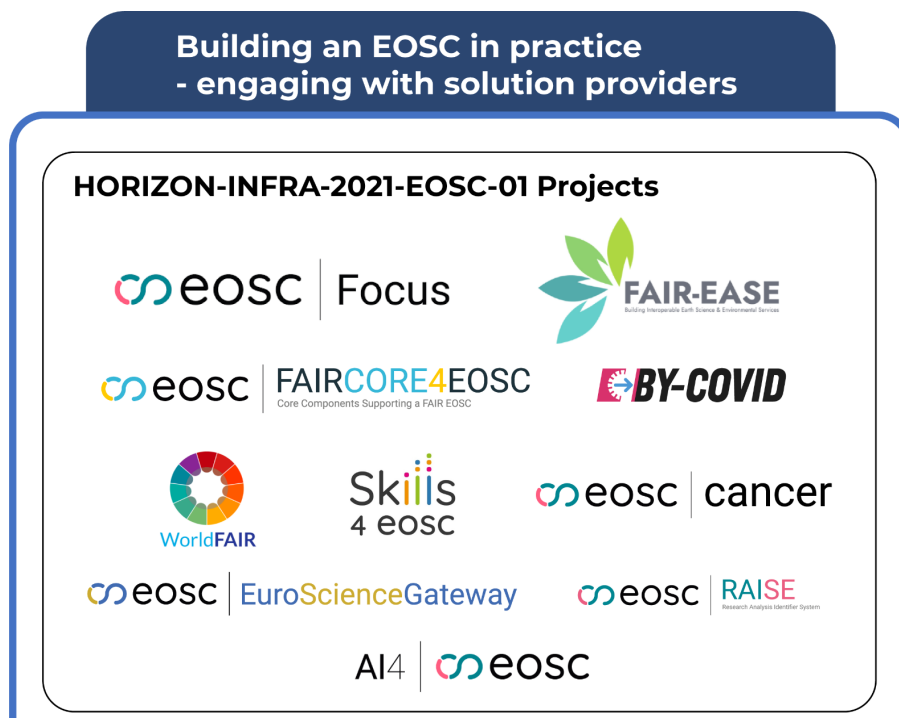 Building an EOSC in practice
- engaging with solution providers
HORIZON-INFRA-2021-EOSC-01 Projects
eosc Focus
FAIR-EASE
Building Interoperable Earth Science & Environmental Services
eosc FAIRCORE4EOSC
Core Components Supporting a FAIR EOSC
BY-COVID
WorldFAIR
Skills
4 eosc
eosc cancer
eosc EuroScienceGateway
eosc RAISE
Research Analysis Identifier System
AI4 eosc